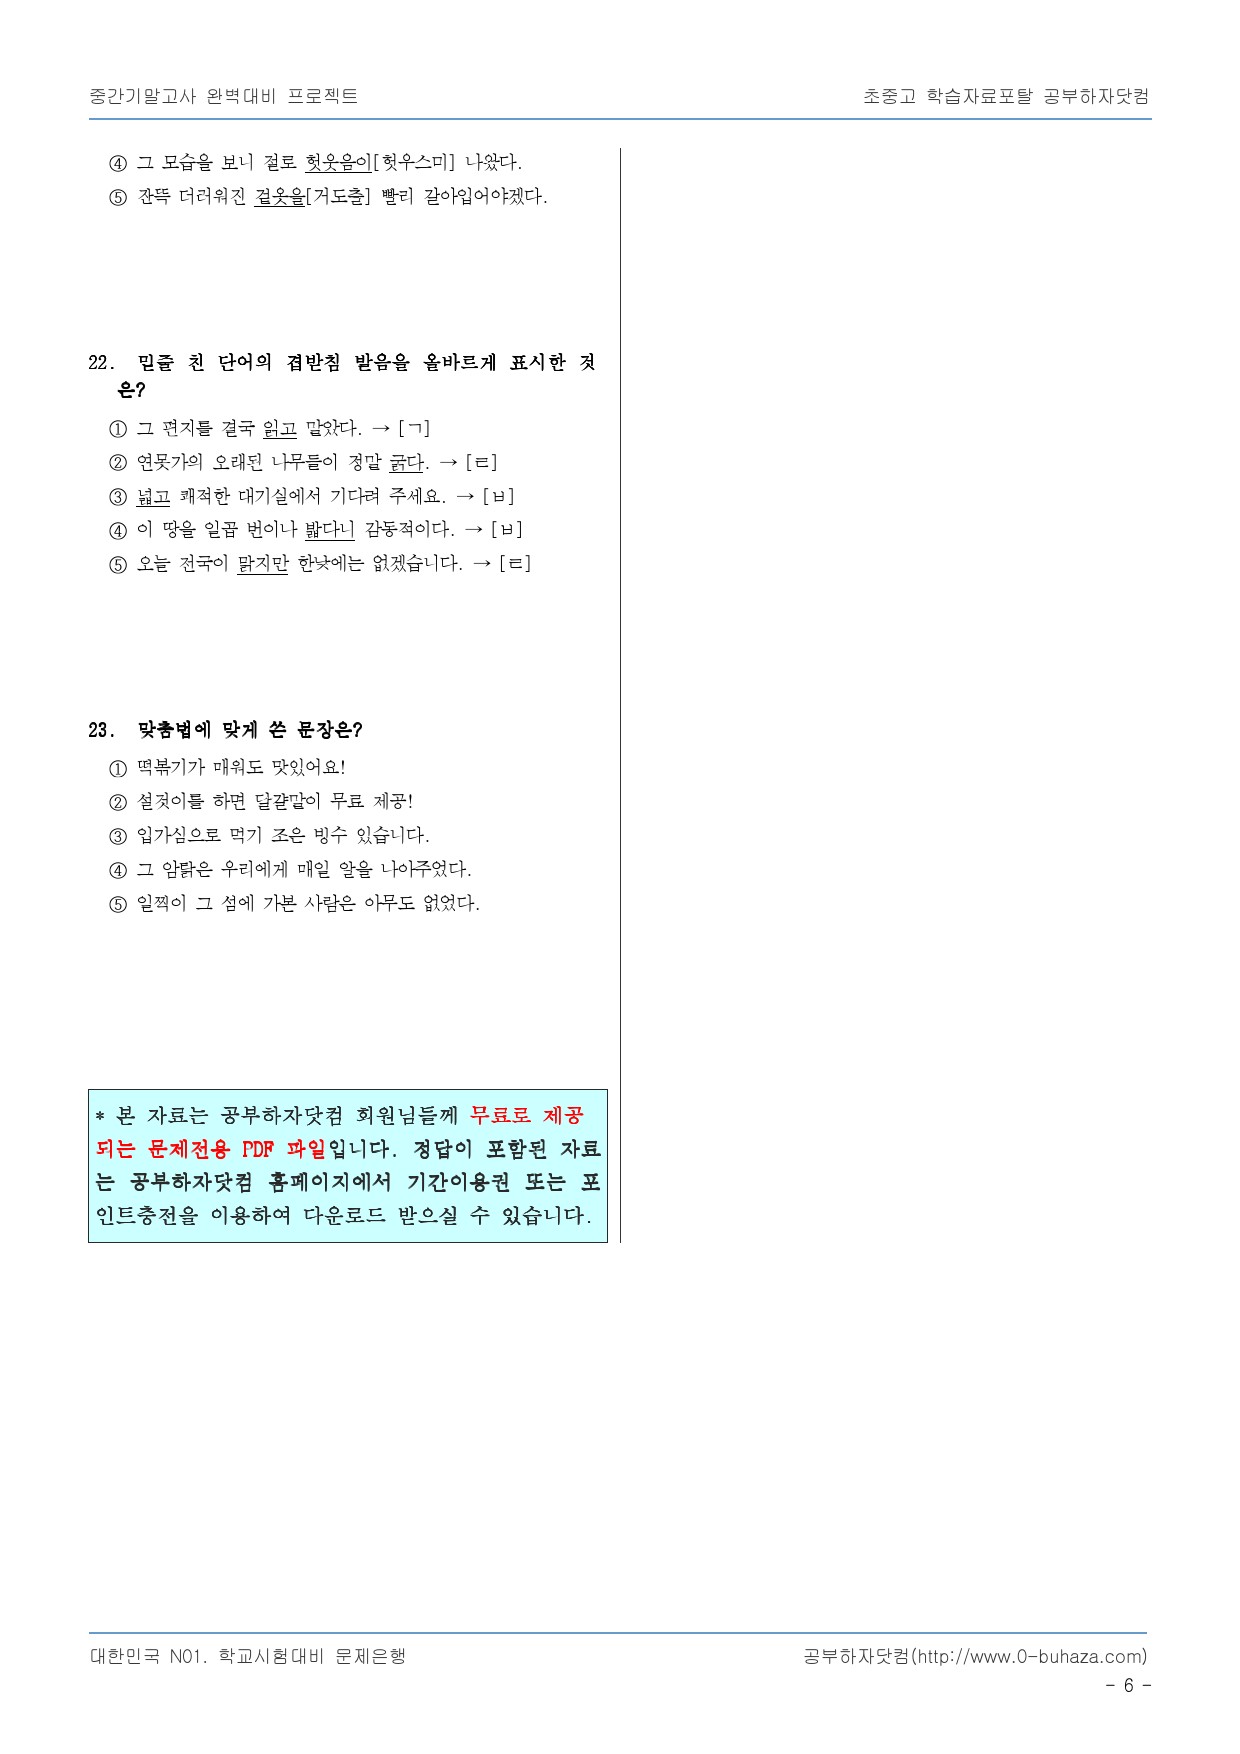 중간기말고사 완벽대비 프로젝트
초중고 학습자료포탈 공부하자닷컴
④ 그 모습을 보니 절로 헛웃음이[헛우스미] 나왔다.
⑤ 잔뜩 더러워진 겉옷을[거도츨] 빨리 갈아입어야겠다.
22. 밑줄 친 단어의 겹받침 발음을 올바르게 표시한 것
은?
① 그 편지를 결국 읽고 말았다. → [ㄱ]
② 연못가의 오래된 나무들이 정말 굵다. → [ㄹ]
③ 넓고 쾌적한 대기실에서 기다려 주세요. → [ㅂ]
④ 이 땅을 일곱 번이나 밟다니 감동적이다. → [ㅂ]
⑤ 오늘 전국이 맑지만 한낮에는 없겠습니다. → [ㄹ]
23. 맞춤법에 맞게 쓴 문장은?
① 떡볶기가 매워도 맛있어요!
② 설겆이를 하면 달걀말이 무료 제공!
③ 입가심으로 먹기 조은 빙수 있습니다.
④ 그 암탉은 우리에게 매일 알을 나아주었다.
⑤ 일찍이 그 섬에 가본 사람은 아무도 없었다.
* 본 자료는 공부하자닷컴 회원님들께 무료로 제공
되는 문제전용 PDF 파일입니다. 정답이 포함된 자료
는 공부하자닷컴 홈페이지에서 기간이용권 또는 포
인트충전을 이용하여 다운로드 받으실 수 있습니다.
대한민국 N01. 학교시험대비 문제은행
공부하자닷컴(http://www.0-buhaza.com)
- 6 -